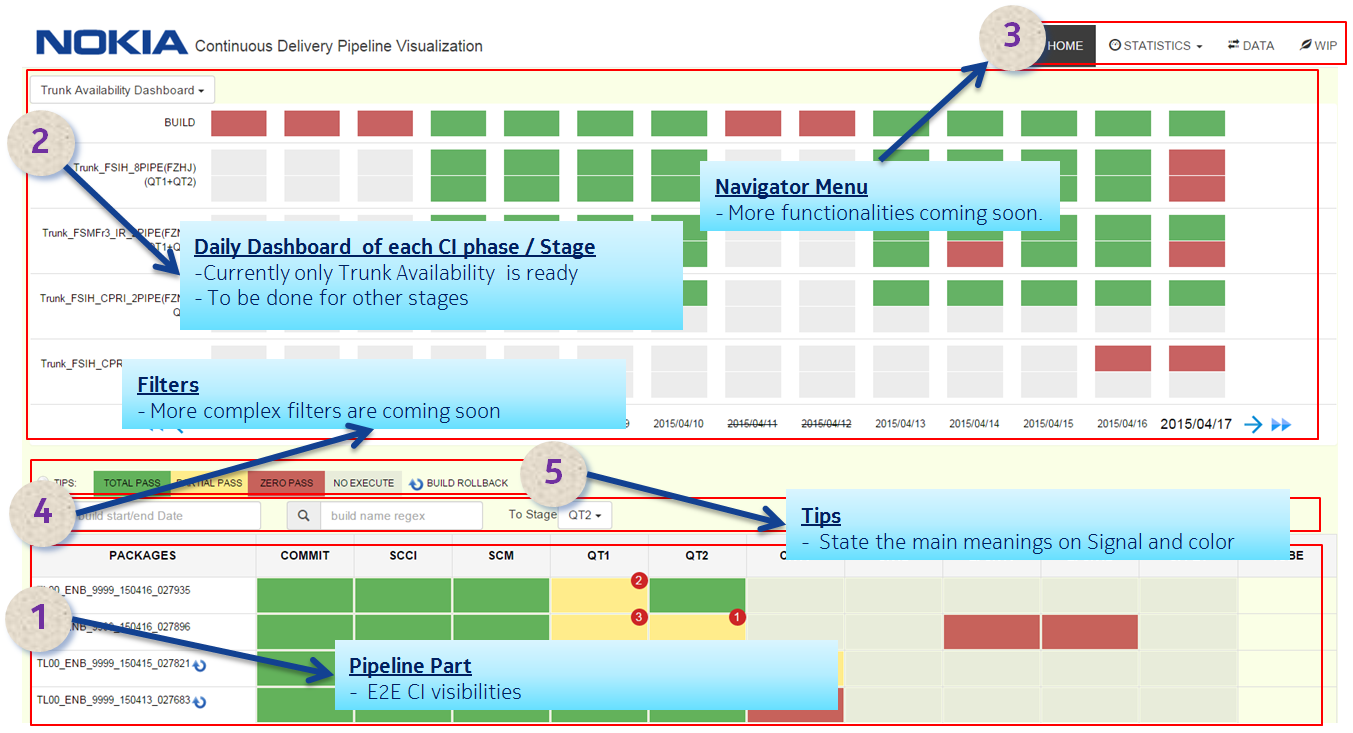 NOKIA Continuous Delivery Pipeline Visualization
3
HOME STATISTICS DATA WIP
Trunk Availability Dashboard
BUILD
2
Trunk_FSIH_8PIPE(FZHJ)
(QT1+QT2)
Navigator Menu
- More functionalities coming soon.
Trunk_FSMFr3_IR_
Daily Dashboard of each CI phase / Stage
-Currently only Trunk Availability is ready
- To be done for other stages
Trunk_FSIH_CPRI_2PIPE(FZ
Trunk_FSIH_CPR
Filters
- More complex filters are coming soon
2015/04/10 2015/04/11 2015/04/12 2015/04/13 2015/04/14 2015/04/15 2015/04/16 2015/04/17
5
TIPS: TOTAL PASS PARTIAL PASS ZERO PASS NO EXECUTE BUILD ROLLBACK
4
build start/end Date build name regex To Stage QT2
Tips
- State the main meanings on Signal and color
PACKAGES COMMIT SCCI SCM QT1 QT2 BE
TL00_ENB_9999_150416_027935 2
1
ENB_9999_150416_027896 3 1
TL00_ENB_9999_150415_027821
Pipeline Part
- E2E CI visibilities
TL00_ENB_9999_150413_027683